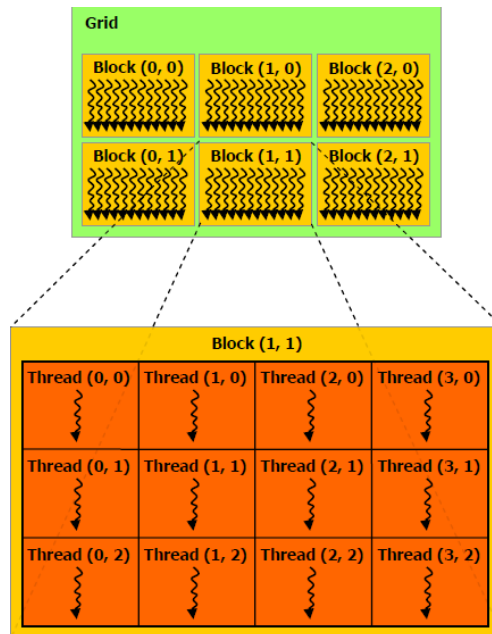 Grid
Block (0, 0) Block (1, 0) Block (2, 0)
Block (0, 1) Block (1, 1) Block (2, 1)
Block (1, 1)
Thread (0, 0) Thread (1, 0) Thread (2, 0) Thread (3, 0)
Thread (0, 1) Thread (1, 1) Thread (2, 1) Thread (3, 1)
Thread (0, 2) Thread (1, 2) Thread (2, 2) Thread (3, 2)